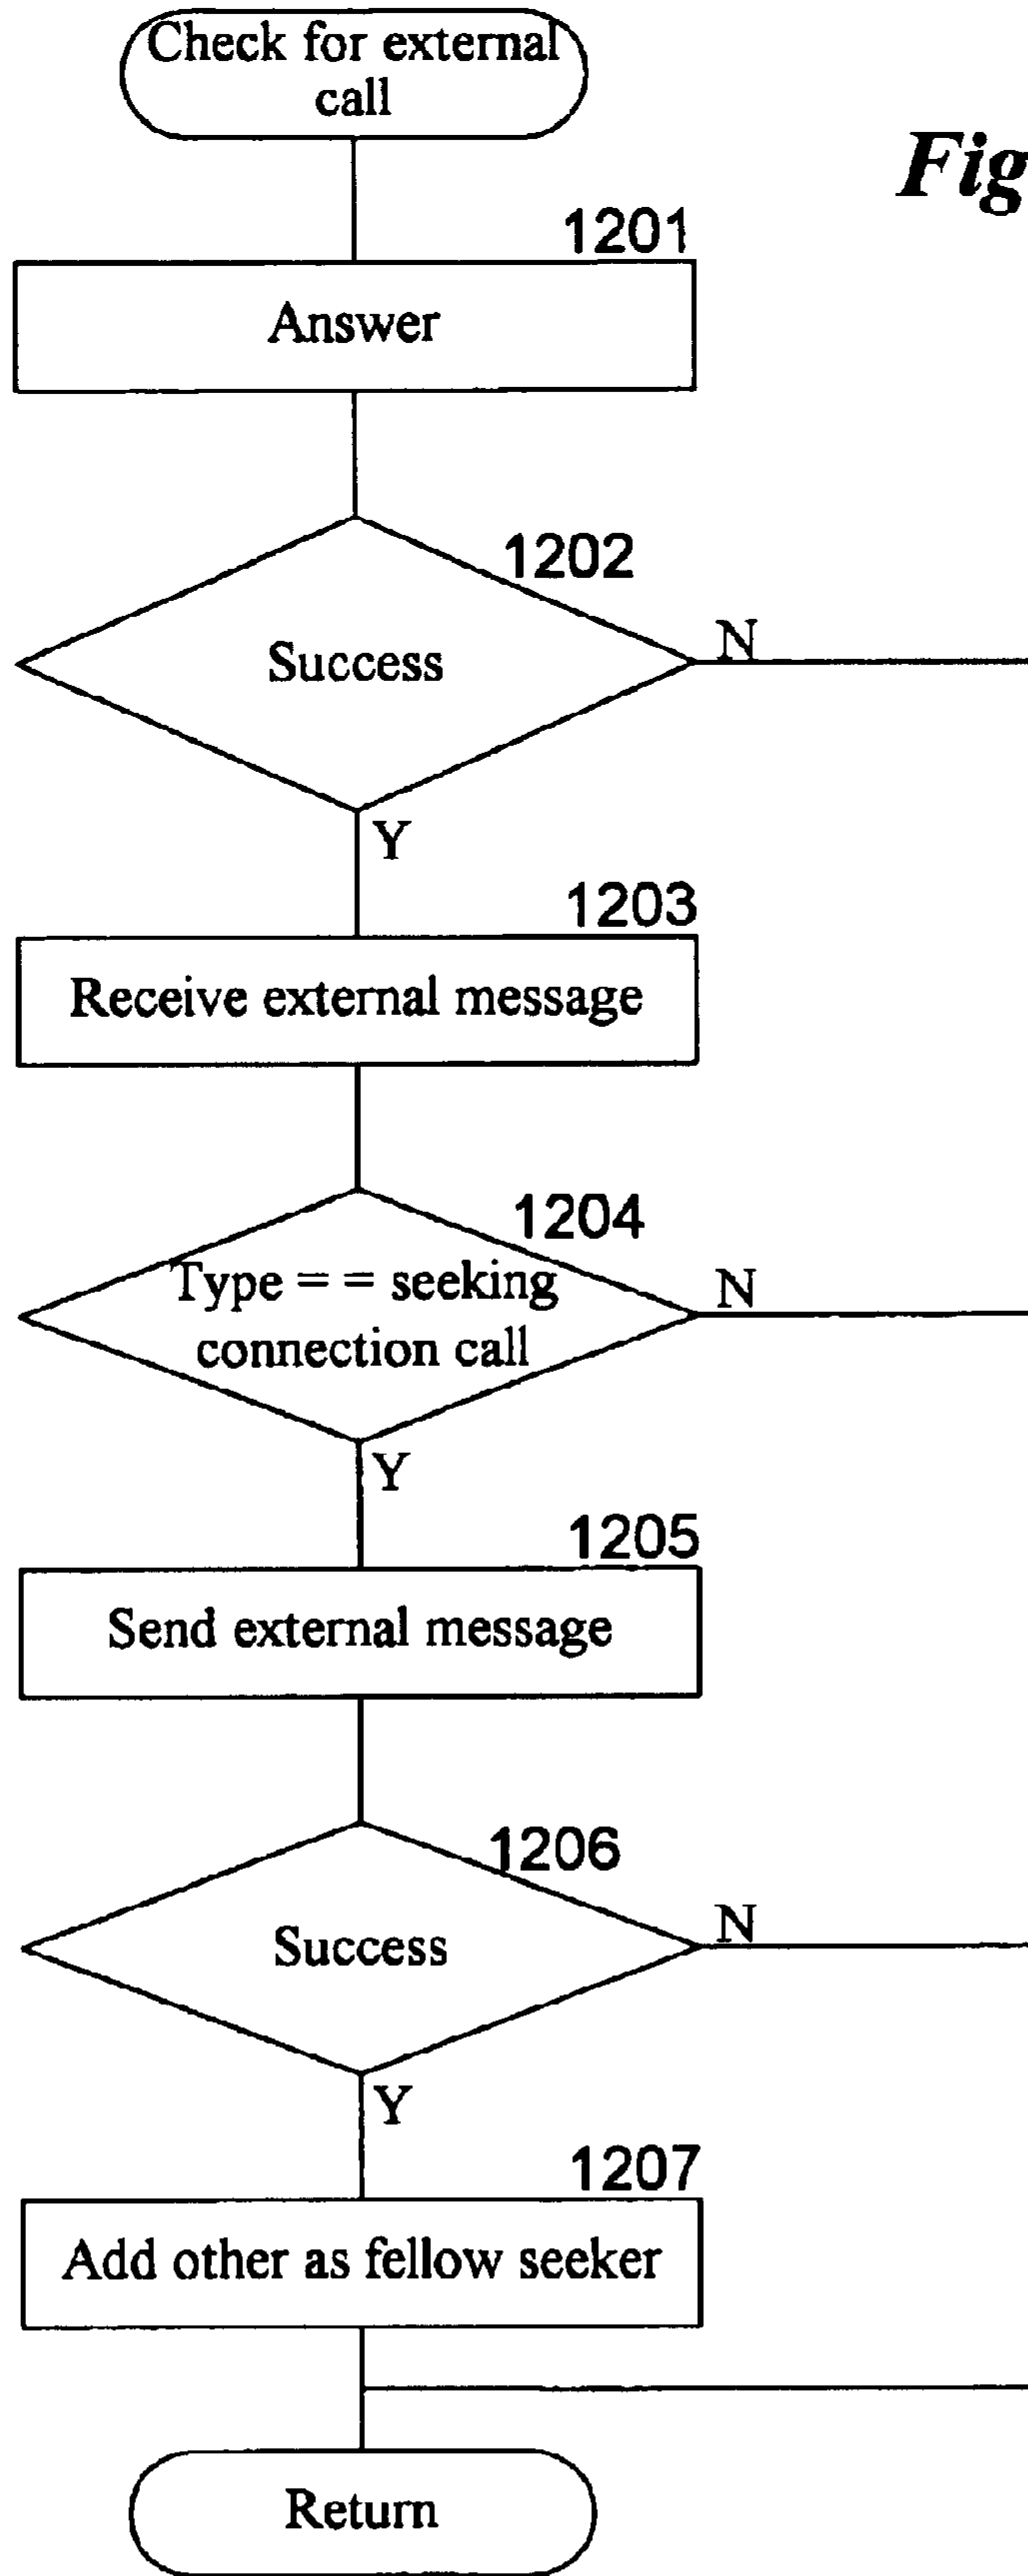 Check for external
call
Fig
1201
Answer
1202
Success
N
Y
1203
Receive external message
1204
Type = = seeking
connection call
N
Y
1205
Send external message
1206
Success
N
Y
1207
Add other as fellow seeker
Return